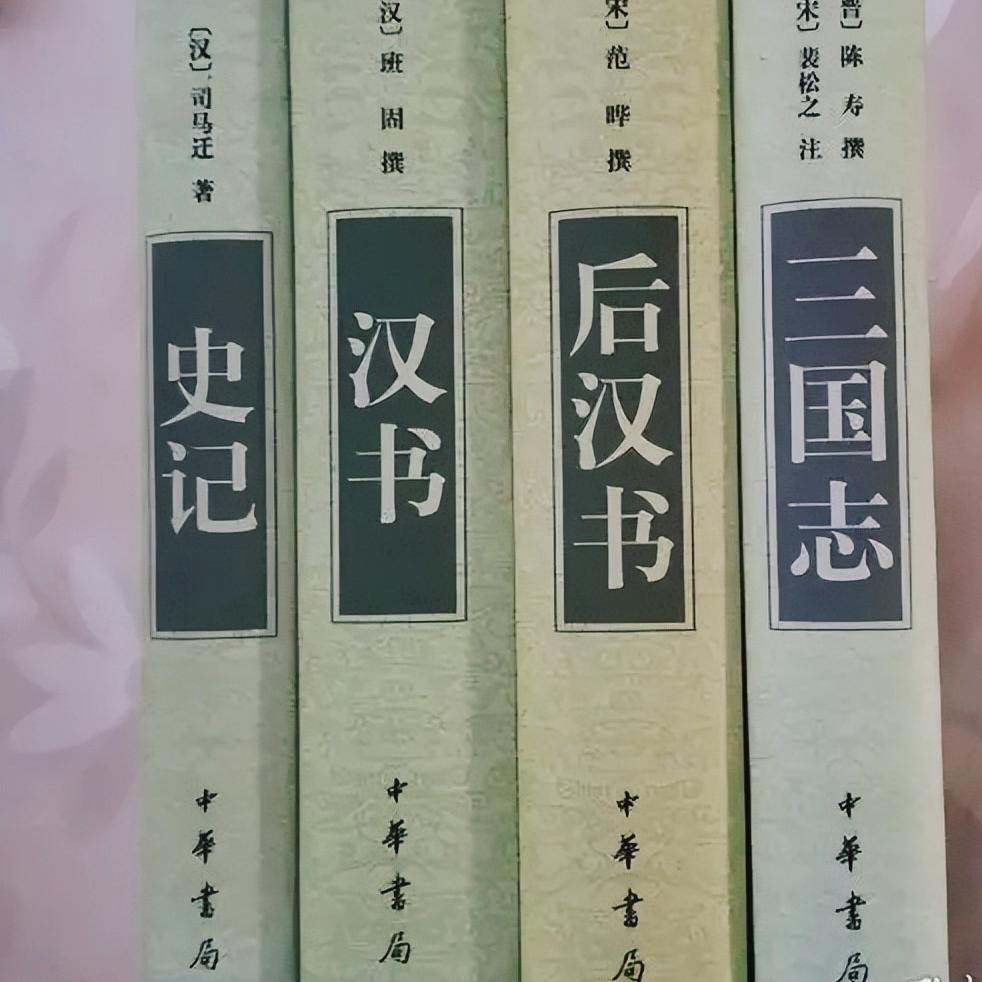 〔汉〕司马迁 著
史记
中华书局
汉〕班固 撰
汉书
中华书局
宋〕范晔 撰
后汉书
中华书局
晋〕陈寿 撰
宋〕裴松之 注
三国志
中华书局